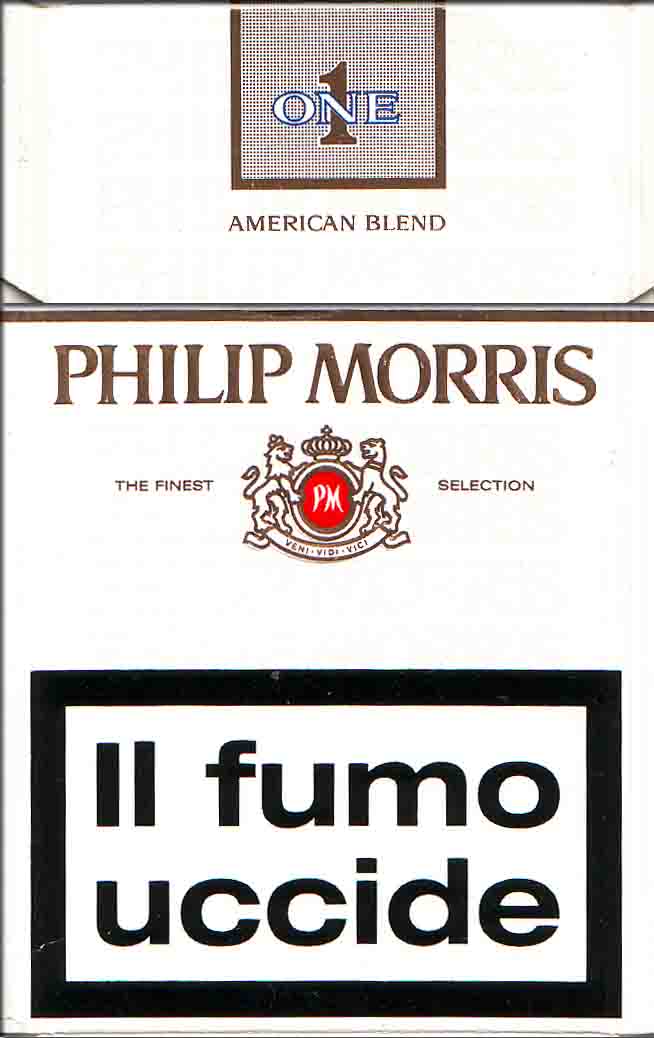 1
ONE
AMERICAN BLEND
PHILIP MORRIS
THE FINEST SELECTION
PM
VENI · VIDI · VICI
Il fumo
uccide